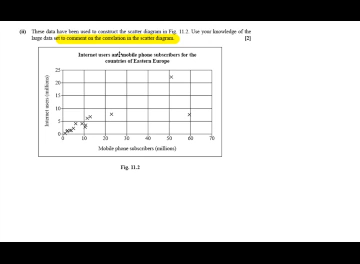 (ii) These data have been used to construct the scatter diagram in Fig. 11.2. Use your knowledge of the
large data set to comment on the correlation in the scatter diagram. [2]
Internet users and mobile phone subscribers for the
countries of Eastern Europe
Internet users (millions)
25
20
15
10
5
0
0 10 20 30 40 50 60 70
Mobile phone subscribers (millions)
Fig. 11.2